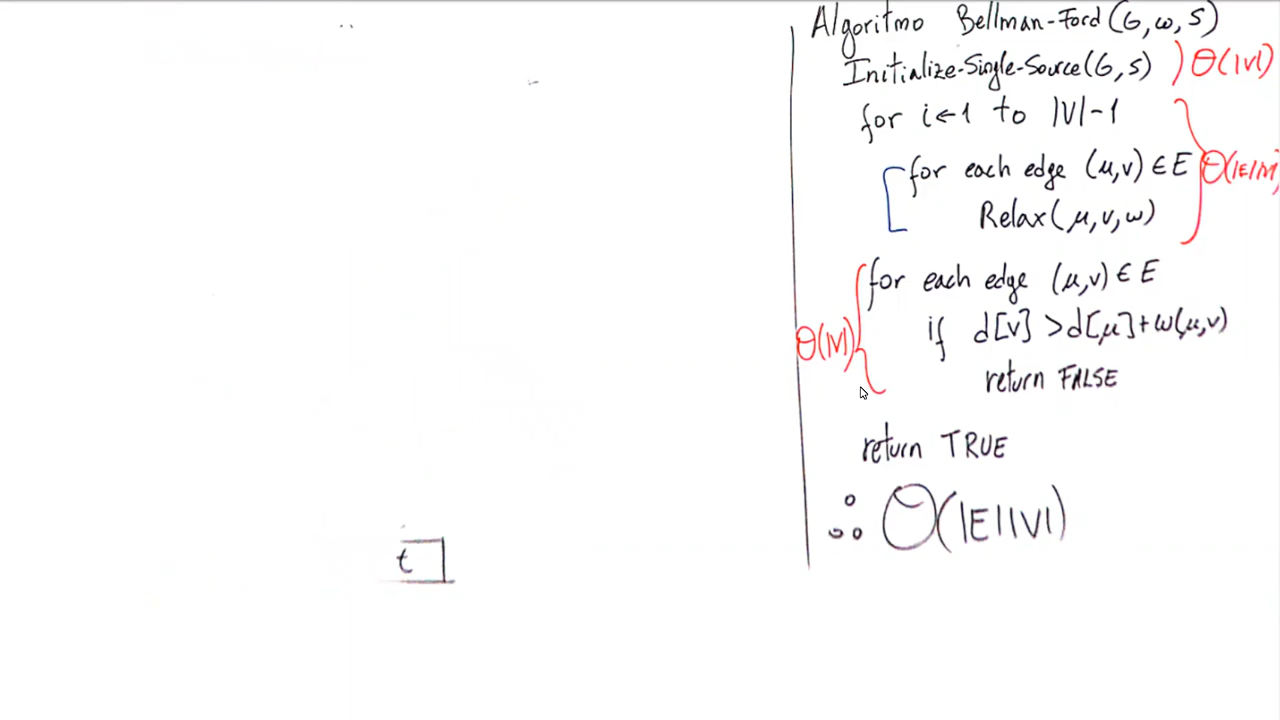 Algoritmo Bellman-Ford(G,w,s)
Initialize-Single-Source(G,s) ) Θ(|V|)
for i←1 to |V|-1
for each edge (μ,v) ∈ E Θ(|E||V|)
Relax(μ,v,w)
for each edge (μ,v) ∈ E
if d[v] > d[μ]+w(μ,v)
Θ(|V|)
return FALSE
return TRUE
∴ Θ(|E||V|)
t